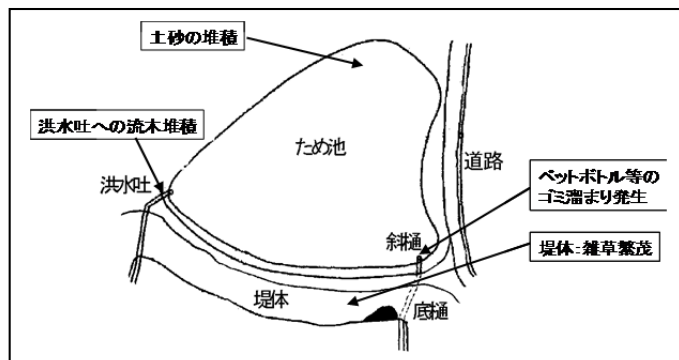 土砂の堆積
洪水吐への流木堆積
ため池
洪水吐
道路
ペットボトル等の
ゴミ溜まり発生
斜樋
堤体:雑草繁茂
堤体
底樋